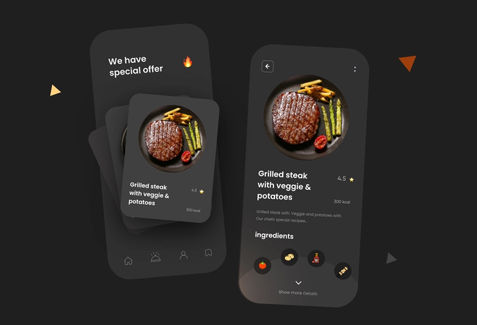 We have
special offer
Grilled steak
with veggie &
potatoes
4.5
350 kcal
Grilled steak
with veggie &
potatoes
4.5
300 kcal
Grilled steak with veggie and potatoes with
Our chefs special recipes.
ingredients
Show more details